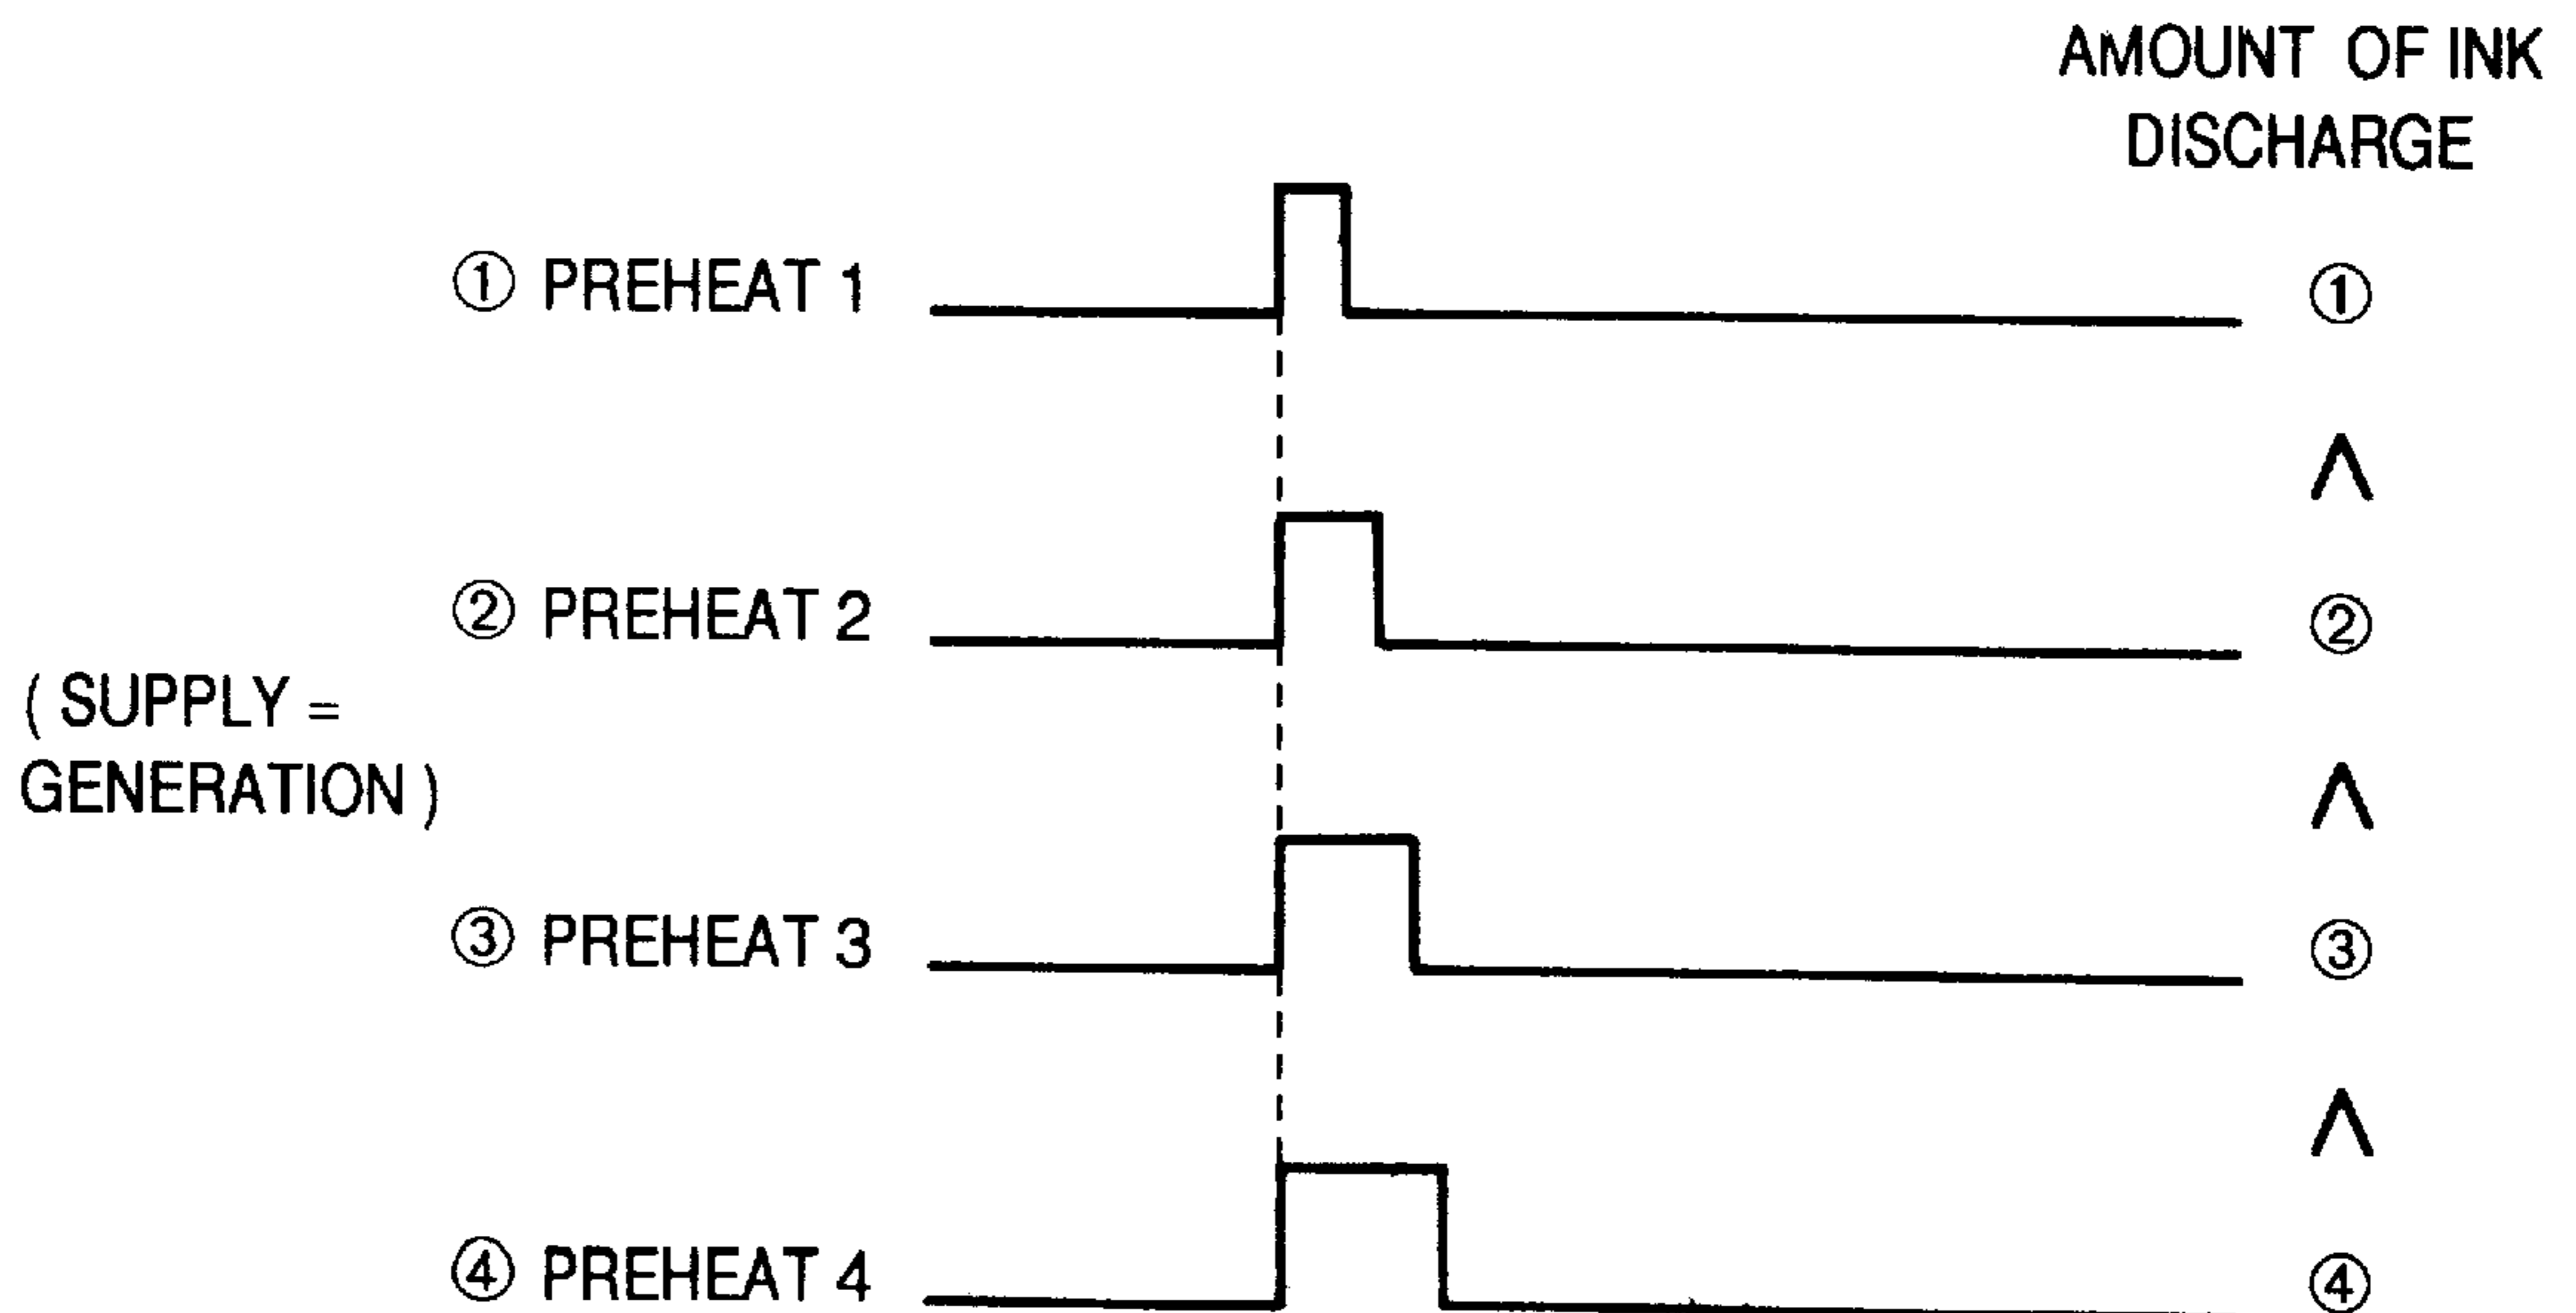 AMOUNT OF INK
DISCHARGE
① PREHEAT 1 ①
∧
② PREHEAT 2 ②
( SUPPLY =
GENERATION )
∧
③ PREHEAT 3 ③
∧
④ PREHEAT 4 ④